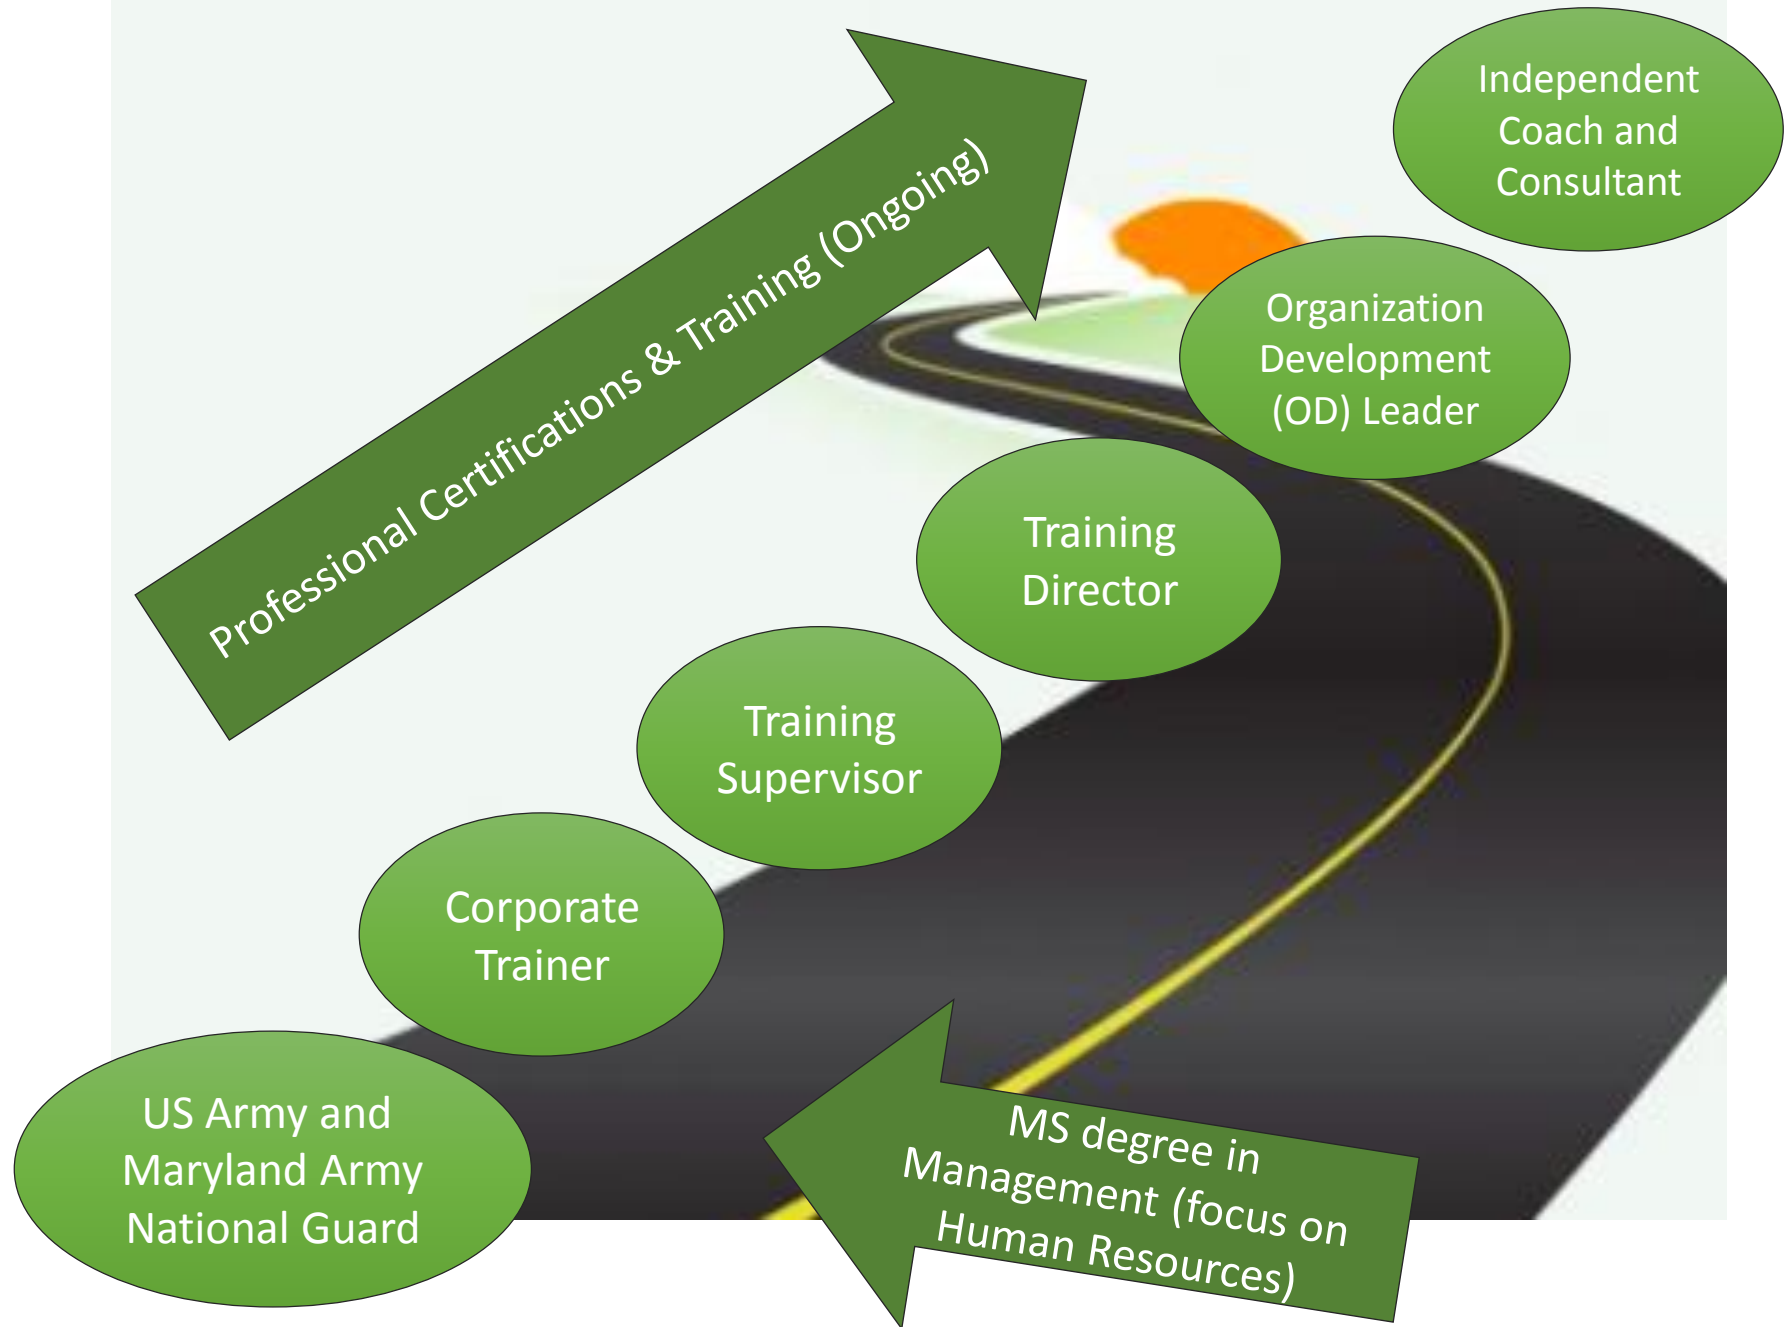 Independent
Coach and
Consultant
Professional Certifications & Training (Ongoing)
Organization
Development
(OD) Leader
Training
Director
Training
Supervisor
Corporate
Trainer
US Army and
Maryland Army
National Guard
MS degree in
Management (focus on
Human Resources)